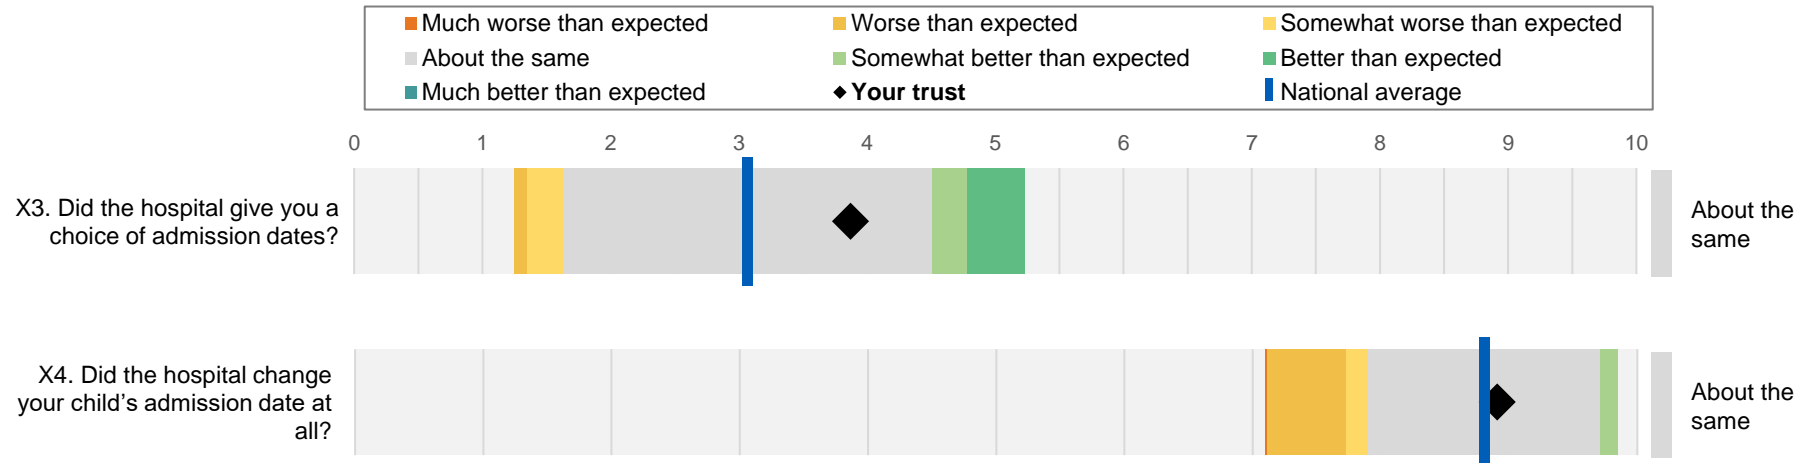 Much worse than expected
Worse than expected
Somewhat worse than expected
About the same
Somewhat better than expected
Better than expected
Much better than expected
Your trust
National average
0 1 2 3 4 5 6 7 8 9 10
X3. Did the hospital give you a
choice of admission dates?
About the
same
X4. Did the hospital change
your child’s admission date at
all?
About the
same